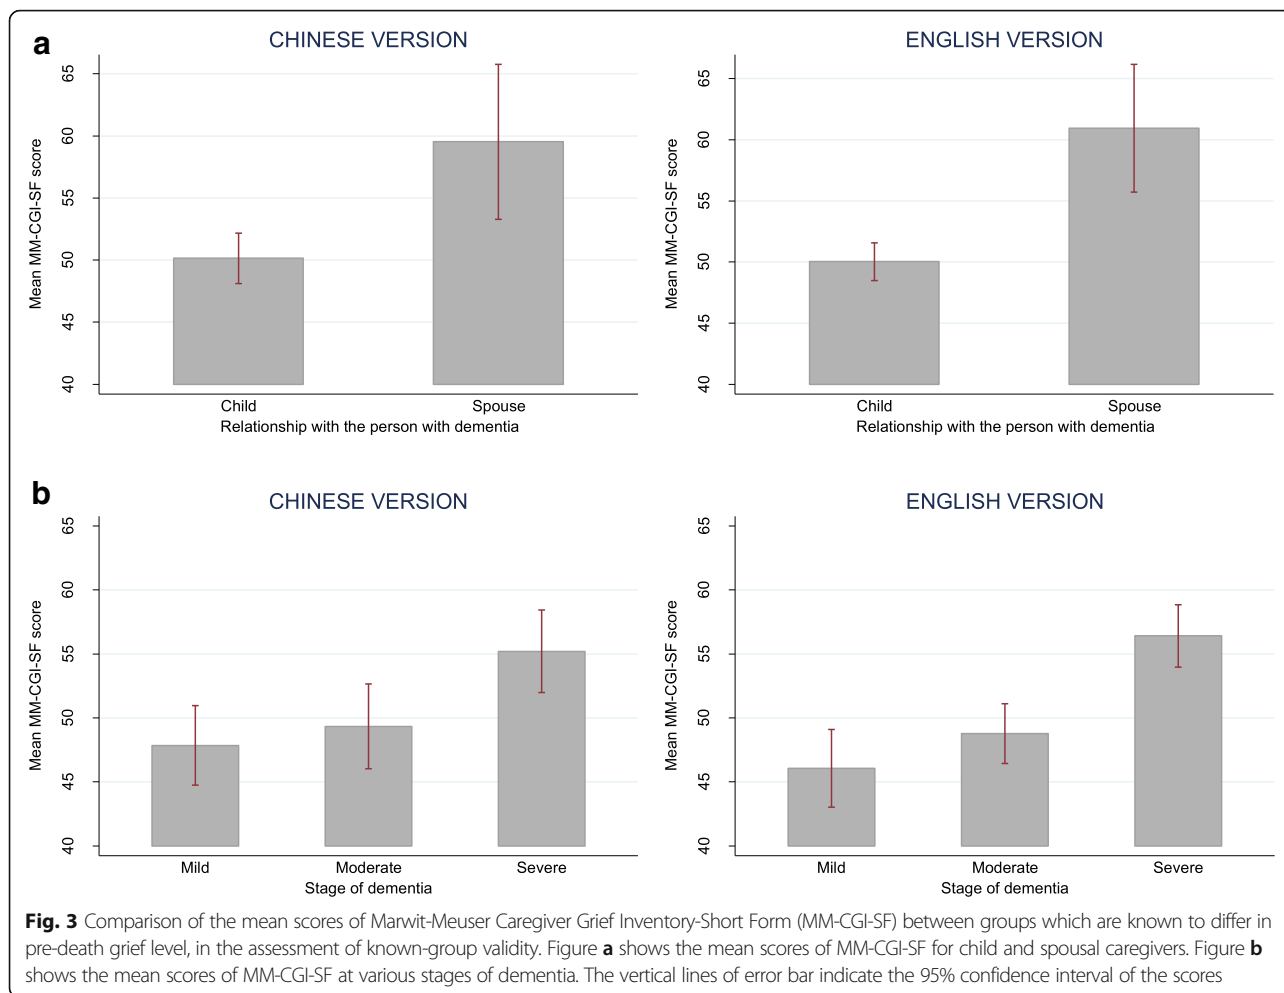 a
CHINESE VERSION
ENGLISH VERSION
Mean MM-CGI-SF score
65
60
55
50
45
40
Child
Spouse
Relationship with the person with dementia
Mean MM-CGI-SF score
65
60
55
50
45
40
Child
Spouse
Relationship with the person with dementia
b
CHINESE VERSION
ENGLISH VERSION
Mean MM-CGI-SF score
65
60
55
50
45
40
Mild
Moderate
Severe
Stage of dementia
Mean MM-CGI-SF score
65
60
55
50
45
40
Mild
Moderate
Severe
Stage of dementia
Fig. 3 Comparison of the mean scores of Marwit-Meuser Caregiver Grief Inventory-Short Form (MM-CGI-SF) between groups which are known to differ in
pre-death grief level, in the assessment of known-group validity. Figure a shows the mean scores of MM-CGI-SF for child and spousal caregivers. Figure b
shows the mean scores of MM-CGI-SF at various stages of dementia. The vertical lines of error bar indicate the 95% confidence interval of the scores